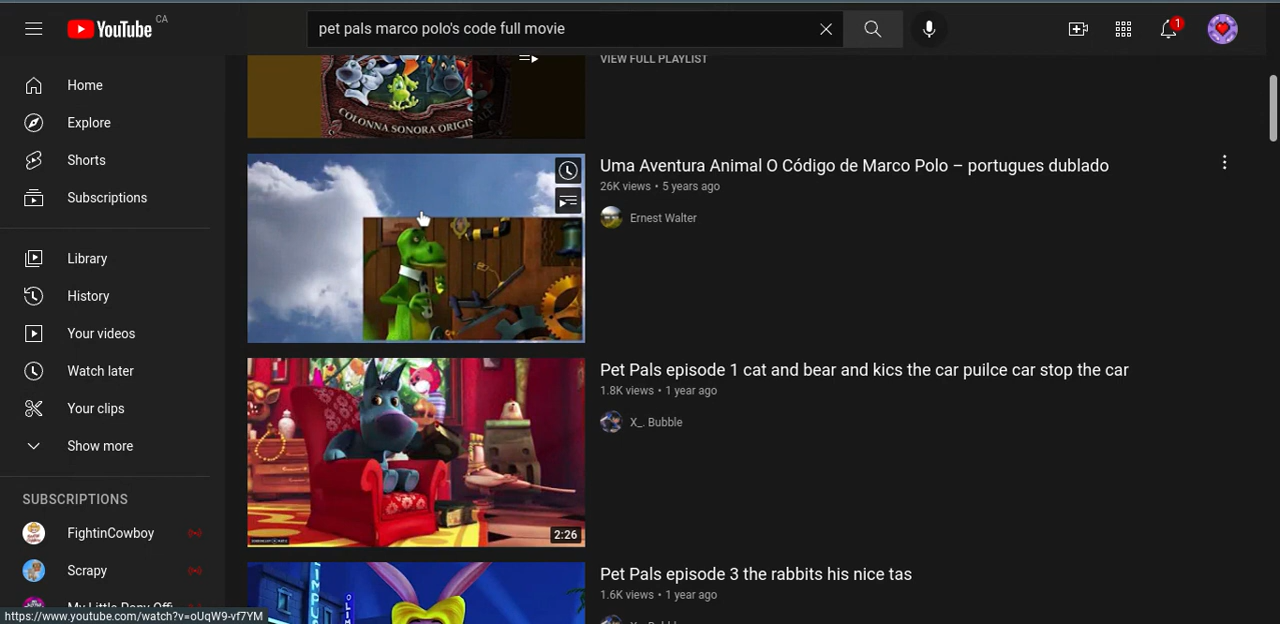 YouTube CA
pet pals marco polo's code full movie
1
Home
Explore
Shorts
Subscriptions
Library
History
Your videos
Watch later
Your clips
Show more
SUBSCRIPTIONS
FightinCowboy
Scrapy
My Little Pony Offi
https://www.youtube.com/watch?v=oUqW9-vf7YM
COLONNA SONORA ORIGINALE
VIEW FULL PLAYLIST
Uma Aventura Animal O Código de Marco Polo – portugues dublado
26K views • 5 years ago
Ernest Walter
2:26
Pet Pals episode 1 cat and bear and kics the car puilce car stop the car
1.8K views • 1 year ago
X_. Bubble
Pet Pals episode 3 the rabbits his nice tas
1.6K views • 1 year ago